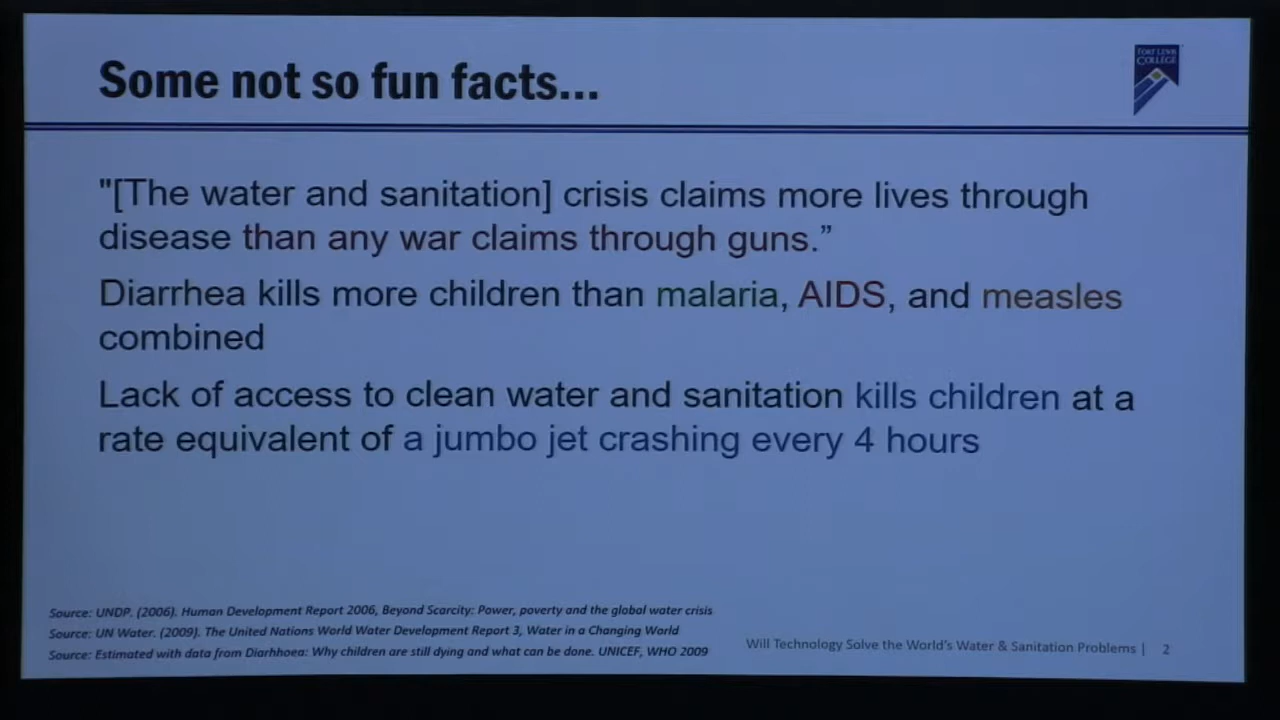 Some not so fun facts...
FORT LEWIS
COLLEGE
"[The water and sanitation] crisis claims more lives through
disease than any war claims through guns.”
Diarrhea kills more children than malaria, AIDS, and measles
combined
Lack of access to clean water and sanitation kills children at a
rate equivalent of a jumbo jet crashing every 4 hours
Source: UNDP. (2006). Human Development Report 2006, Beyond Scarcity: Power, poverty and the global water crisis
Source: UN Water. (2009). The United Nations World Water Development Report 3, Water in a Changing World
Source: Estimated with data from Diarhhoea: Why children are still dying and what can be done. UNICEF, WHO 2009
Will Technology Solve the World's Water & Sanitation Problems | 2